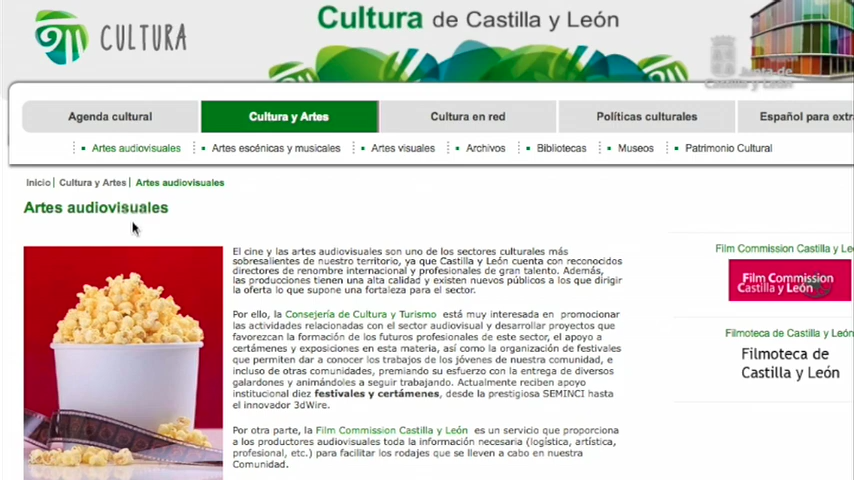 CULTURA
Cultura de Castilla y León
Junta de
Castilla y León
Agenda cultural
Cultura y Artes
Cultura en red
Políticas culturales
Español para extra
Artes audiovisuales
Artes escénicas y musicales
Artes visuales
Archivos
Bibliotecas
Museos
Patrimonio Cultural
Inicio| Cultura y Artes| Artes audiovisuales
Artes audiovisuales
El cine y las artes audiovisuales son uno de los sectores culturales más
sobresalientes de nuestro territorio, ya que Castilla y León cuenta con reconocidos
directores de renombre internacional y profesionales de gran talento. Además,
las producciones tienen una alta calidad y existen nuevos públicos a los que dirigir
la oferta lo que supone una fortaleza para el sector.
Por ello, la Consejería de Cultura y Turismo está muy interesada en promocionar
las actividades relacionadas con el sector audiovisual y desarrollar proyectos que
favorezcan la formación de los futuros profesionales de este sector, el apoyo a
certámenes y exposiciones en esta materia, así como la organización de festivales
que permiten dar a conocer los trabajos de los jóvenes de nuestra comunidad, e
incluso de otras comunidades, premiando su esfuerzo con la entrega de diversos
galardones y animándoles a seguir trabajando. Actualmente reciben apoyo
institucional diez festivales y certámenes, desde la prestigiosa SEMINCI hasta
el innovador 3dWire.
Por otra parte, la Film Commission Castilla y León es un servicio que proporciona
a los productores audiovisuales toda la información necesaria (logística, artística,
profesional, etc.) para facilitar los rodajes que se lleven a cabo en nuestra
Comunidad.
Film Commission Castilla y Le
Film Commission
Castilla y León
Filmoteca de Castilla y León
Filmoteca de
Castilla y León